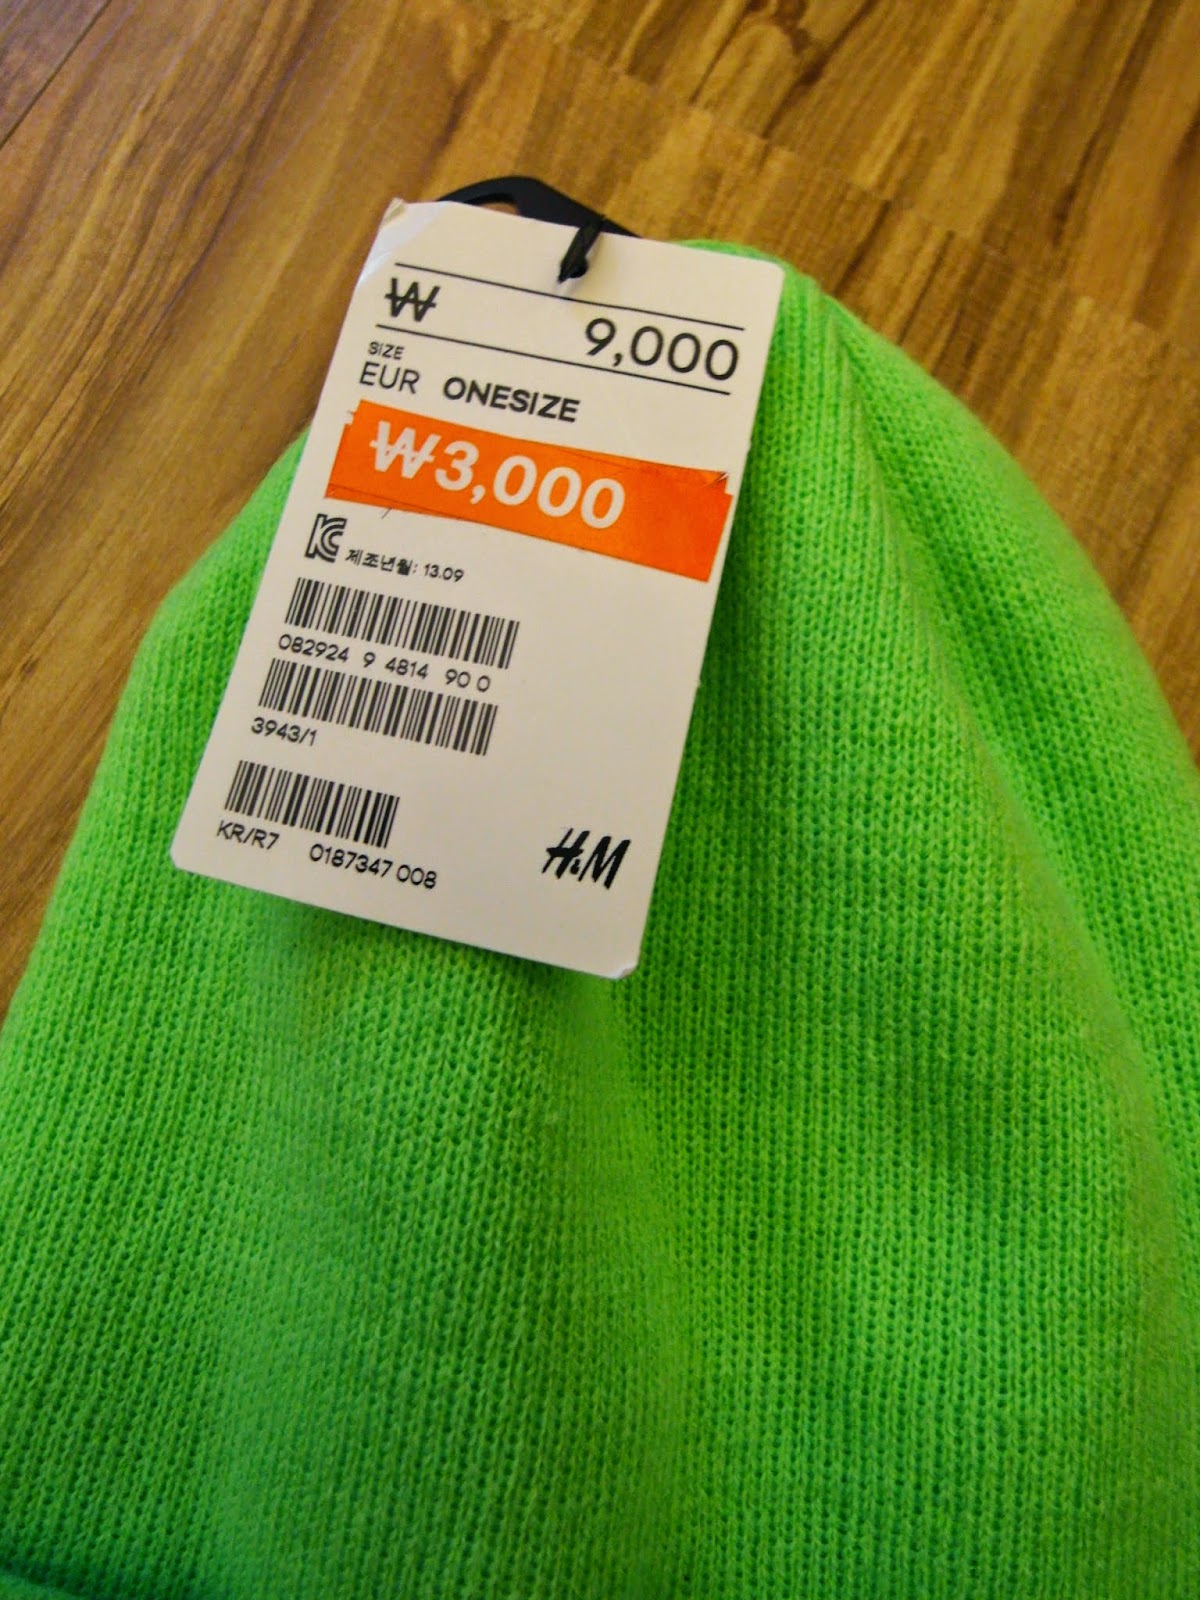 ₩ 9,000
SIZE
EUR ONESIZE
₩3,000
KC 제조년월: 13.09
082924 9 4814 90 0
3943/1
KR/R7 0187347 008
H&M